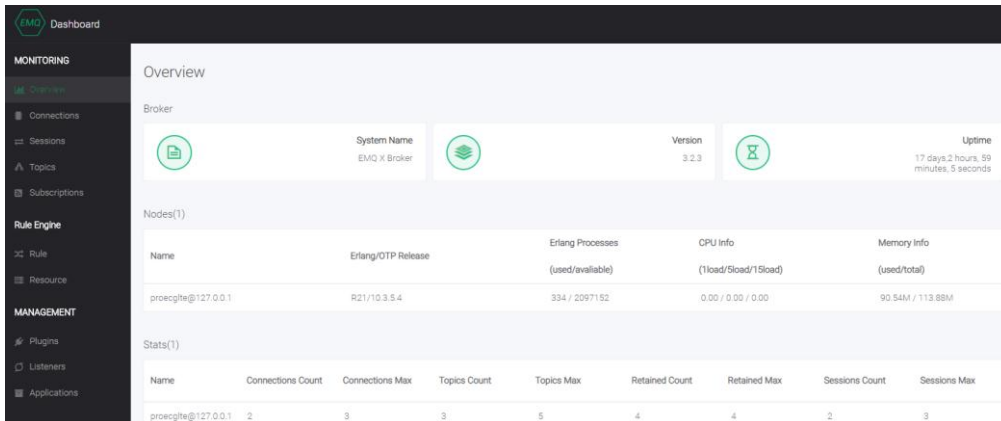 EMQ Dashboard
MONITORING
Overview
Connections
Sessions
Topics
Subscriptions
Rule Engine
Rule
Resource
MANAGEMENT
Plugins
Listeners
Applications
Overview
Broker
System Name
EMQ X Broker
Version
3.2.3
Uptime
17 days,2 hours, 59
minutes, 5 seconds
Nodes(1)
Name Erlang/OTP Release Erlang Processes CPU Info Memory Info
(used/avaliable) (1load/5load/15load) (used/total)
proecglte@127.0.0.1 R21/10.3.5.4 334 / 2097152 0.00 / 0.00 / 0.00 90.54M / 113.88M
Stats(1)
Name Connections Count Connections Max Topics Count Topics Max Retained Count Retained Max Sessions Count Sessions Max
proecglte@127.0.0.1 2 3 3 5 4 4 2 3